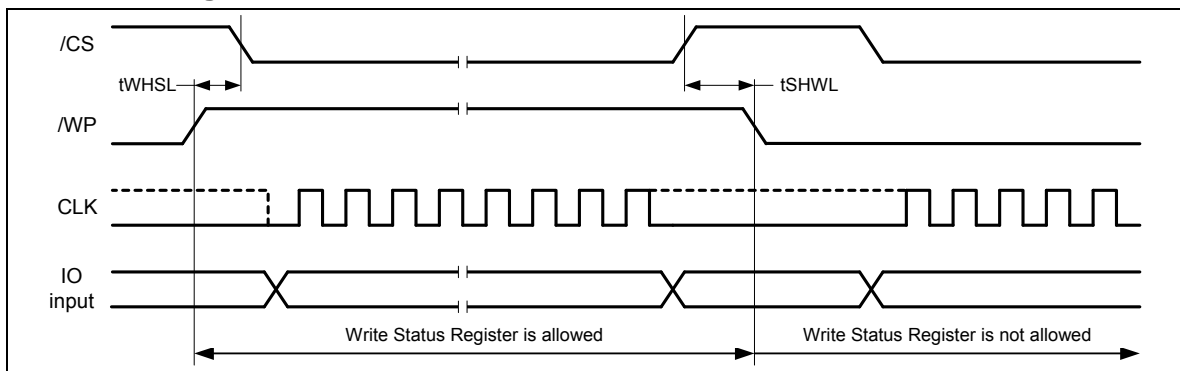 /CS
tWHSL
tSHWL
/WP
CLK
IO
input
Write Status Register is allowed
Write Status Register is not allowed